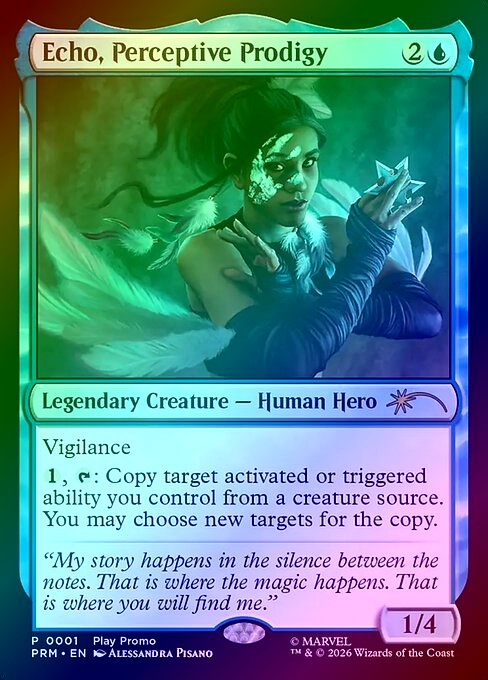 Echo, Perceptive Prodigy 2
Legendary Creature — Human Hero
Vigilance
1, : Copy target activated or triggered
ability you control from a creature source.
You may choose new targets for the copy.
“My story happens in the silence between the
notes. That is where the magic happens. That
is where you will find me.”
1/4
P 0001 Play Promo
PRM • EN Alessandra Pisano
© MARVEL
™ & © 2026 Wizards of the Coast